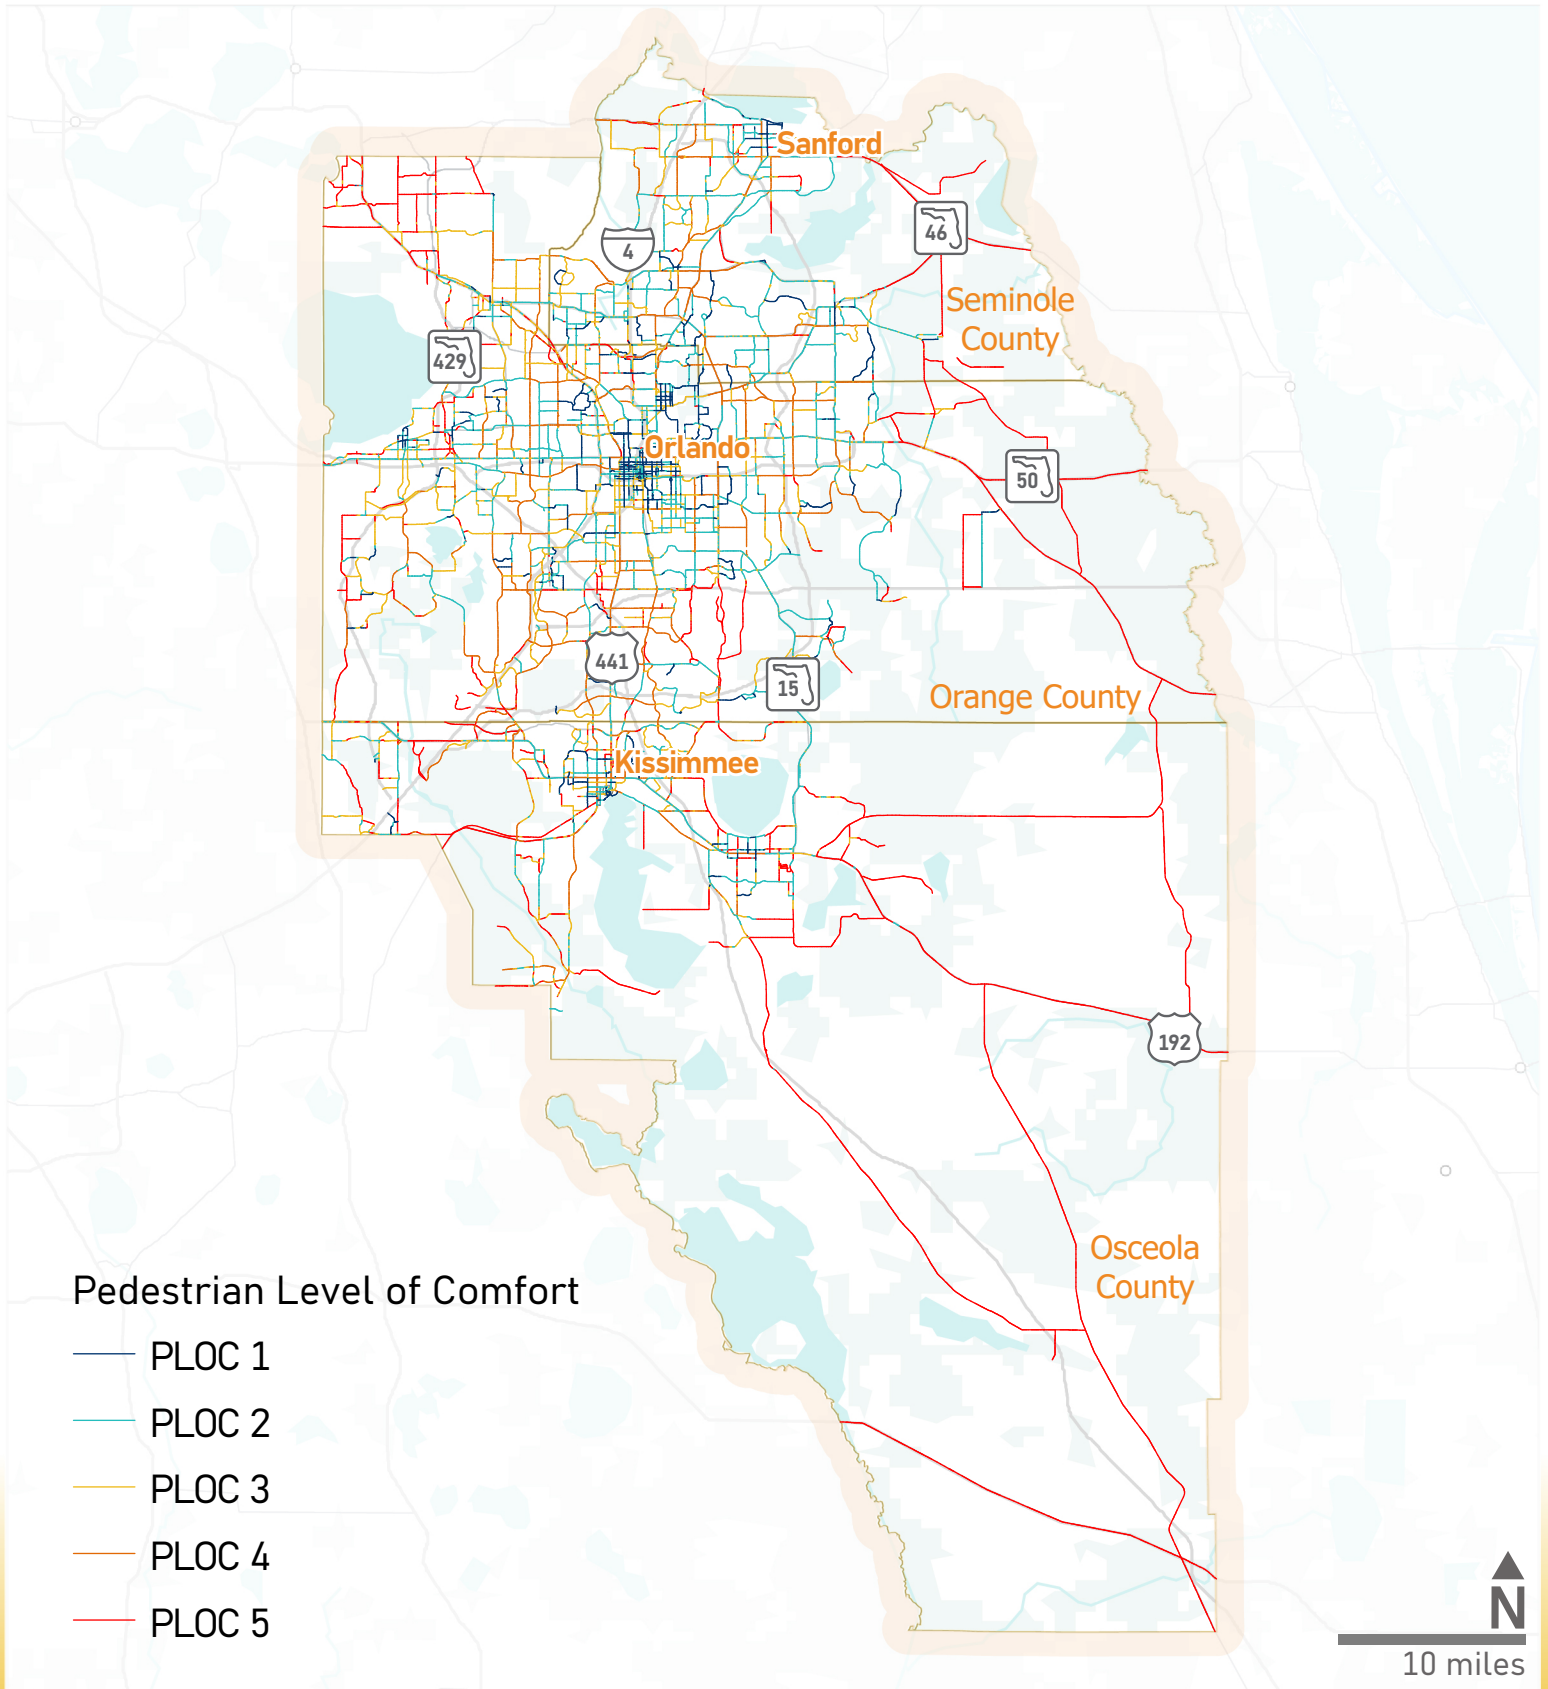 Sanford
46
4
Seminole
County
429
Orlando
50
441
15
Orange County
Kissimmee
192
Osceola
County
Pedestrian Level of Comfort
PLOC 1
PLOC 2
PLOC 3
PLOC 4
PLOC 5
N
10 miles